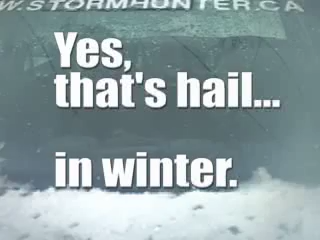 W.STORMHUNTER.CA
Yes,
that's hail...
in winter.